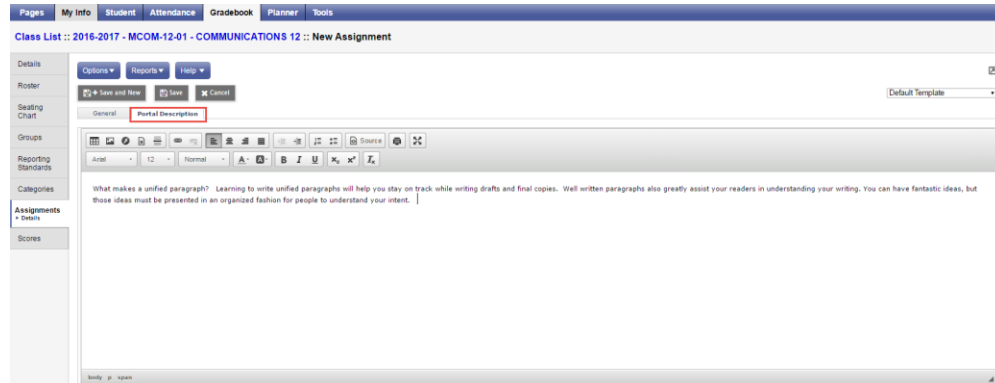 Pages My Info Student Attendance Gradebook Planner Tools
Class List :: 2016-2017 - MCOM-12-01 - COMMUNICATIONS 12 :: New Assignment
Details
Options Reports Help
Roster
Save and New Save Cancel
Default Template
Seating
Chart
General Portal Description
Groups
Source
Reporting
Standards
Arial 12 Normal A A B I U x₂ x² Tx
Categories
What makes a unified paragraph? Learning to write unified paragraphs will help you stay on track while writing drafts and final copies. Well written paragraphs also greatly assist your readers in understanding your writing. You can have fantastic ideas, but
those ideas must be presented in an organized fashion for people to understand your intent.
Assignments
Details
Scores
body p span